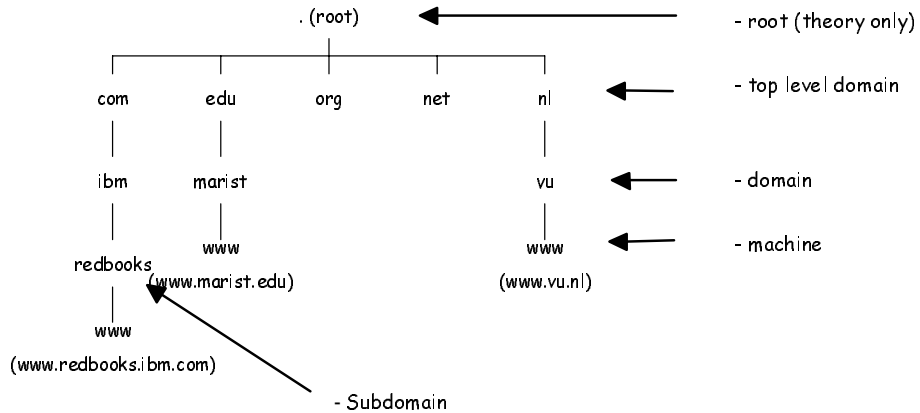 . (root)
- root (theory only)
com edu org net nl
- top level domain
ibm marist vu
- domain
www www
- machine
redbooks
(www.marist.edu) (www.vu.nl)
www
(www.redbooks.ibm.com)
- Subdomain